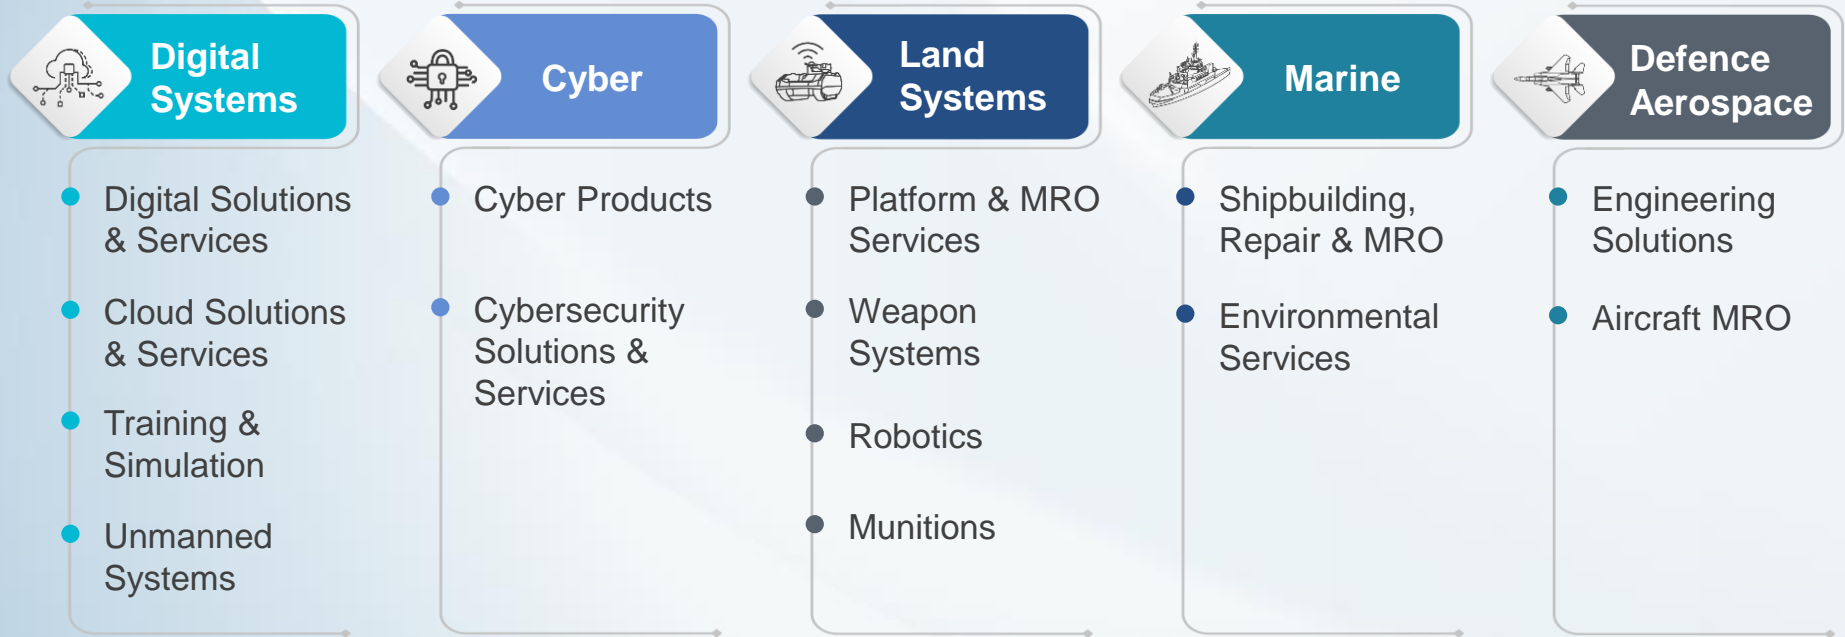 Digital
Systems
Digital Solutions
& Services
Cloud Solutions
& Services
Training &
Simulation
Unmanned
Systems
Cyber
Cyber Products
Cybersecurity
Solutions &
Services
Land
Systems
Platform & MRO
Services
Weapon
Systems
Robotics
Munitions
Marine
Shipbuilding,
Repair & MRO
Environmental
Services
Defence
Aerospace
Engineering
Solutions
Aircraft MRO